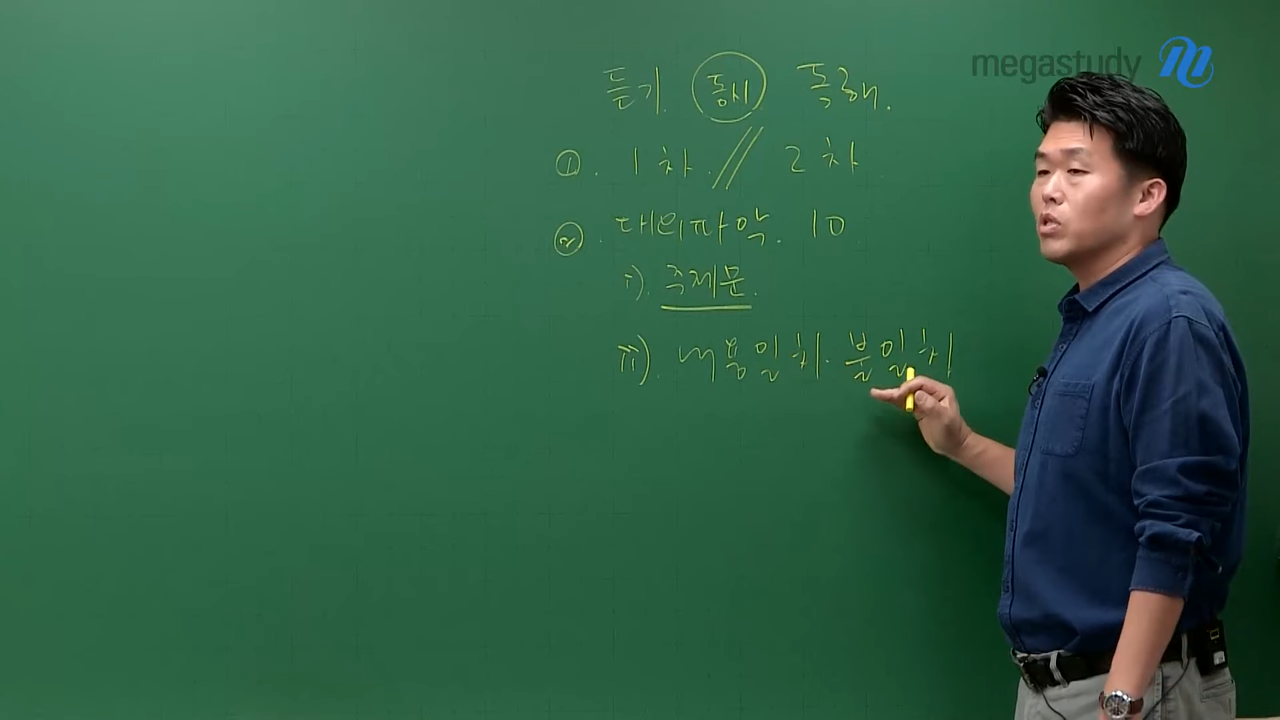 megastudy
듣기. 동시 독해.
①. 1차. // 2차
②. 대의파악. 10
i). 주제문.
ii). 내용일치·불일치